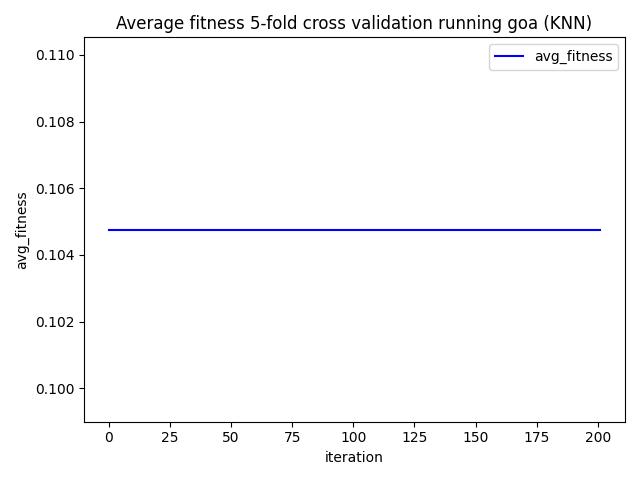 Average fitness 5-fold cross validation running goa (KNN)
avg_fitness
0.110
0.108
0.106
0.104
0.102
0.100
avg_fitness
0 25 50 75 100 125 150 175 200
iteration